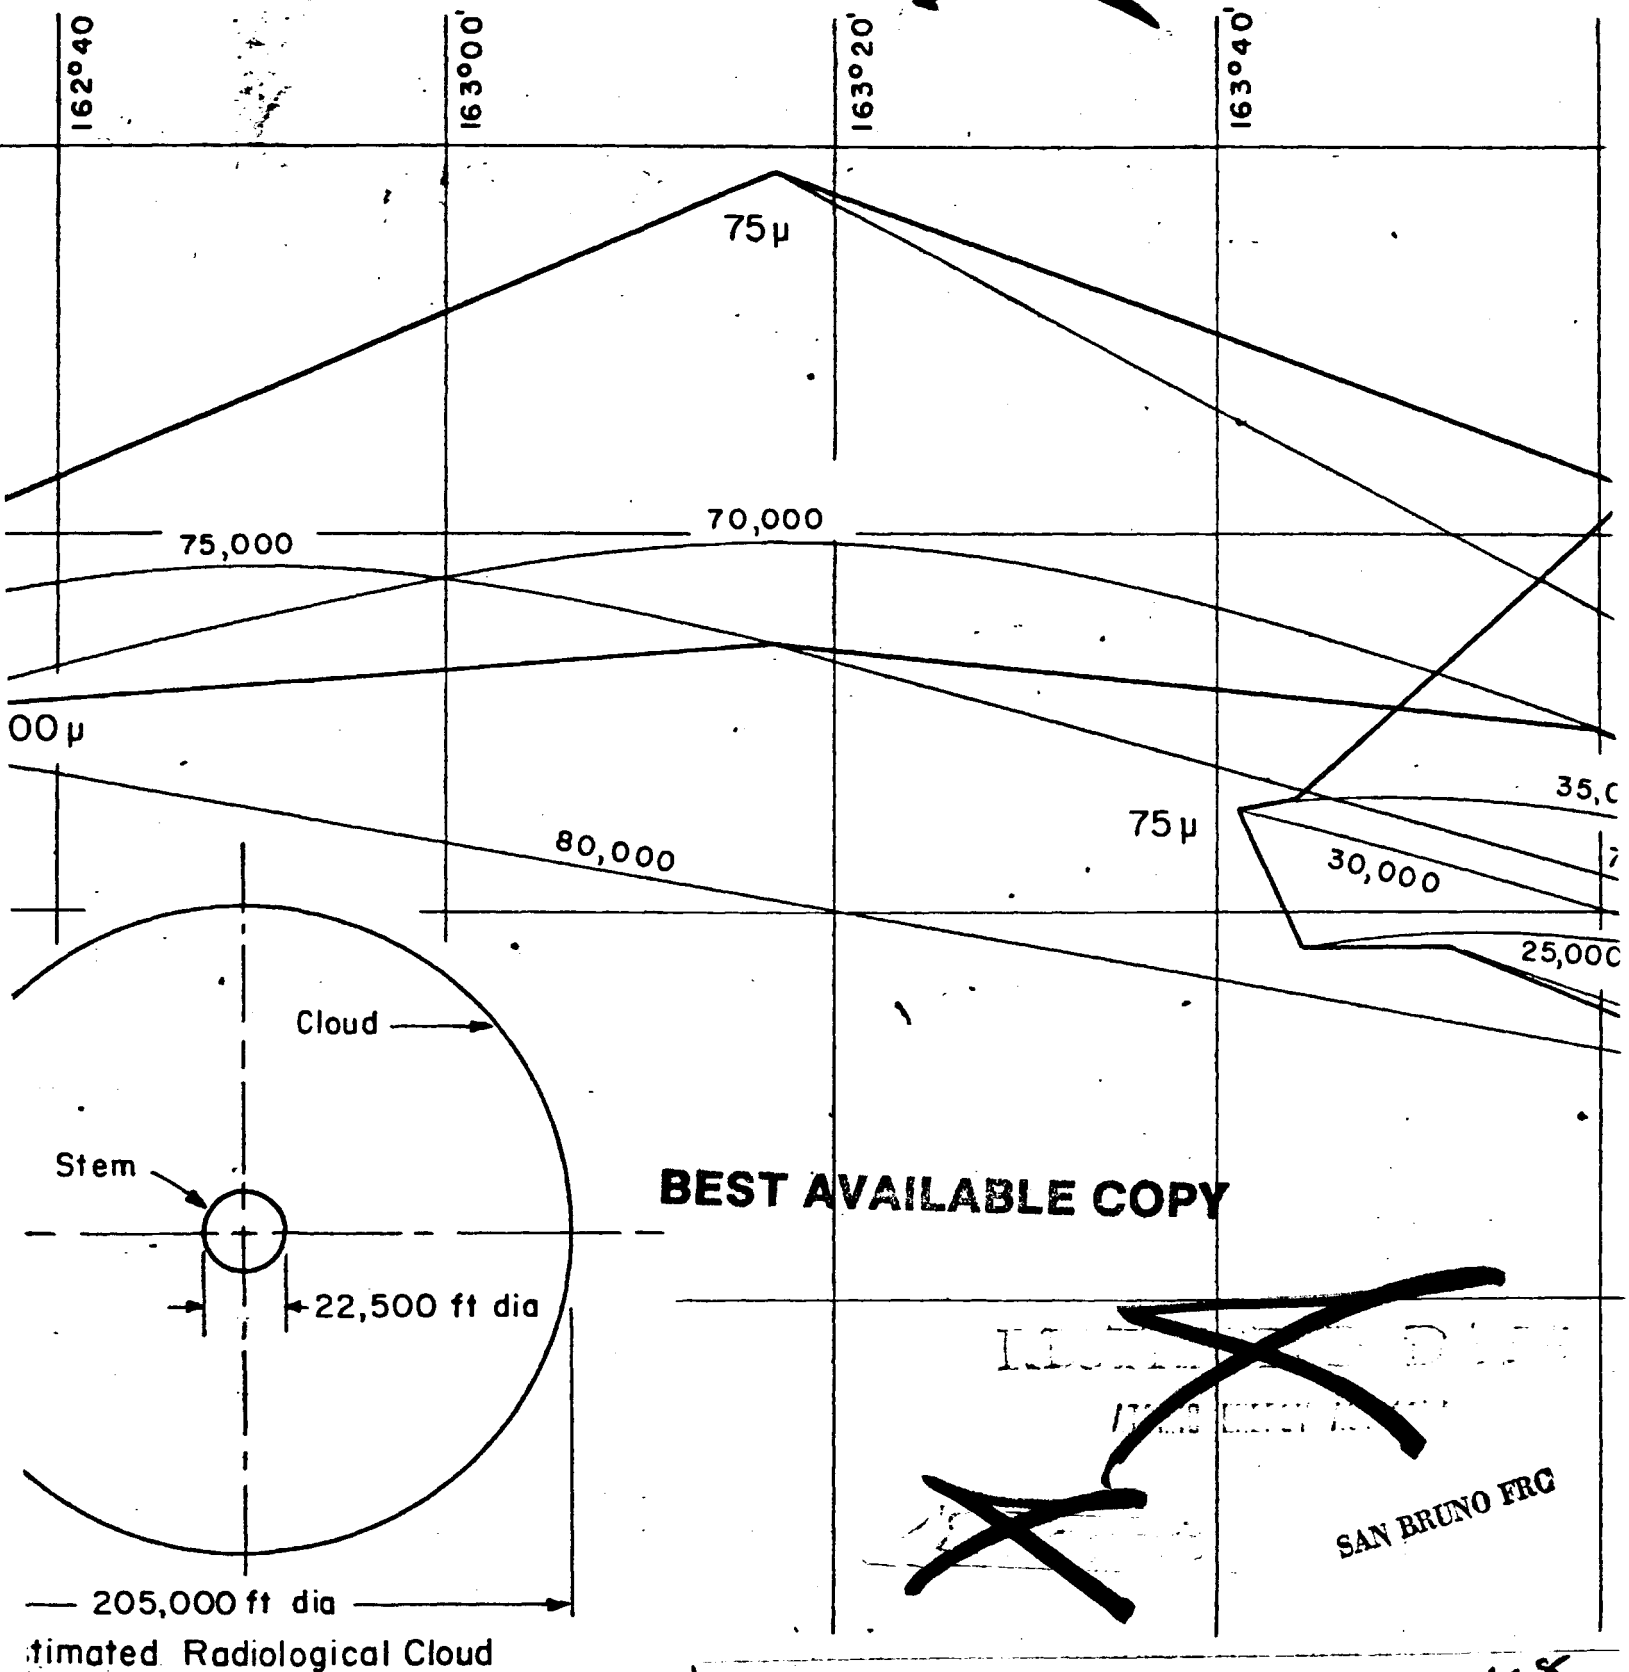 162°40'
163°00'
163°20'
163°40'
75µ
70,000
75,000
00µ
35,0
75µ
80,000
30,000
7
25,000
Cloud
Stem
BEST AVAILABLE COPY
22,500 ft dia
SAN BRUNO FRC
205,000 ft dia
timated Radiological Cloud